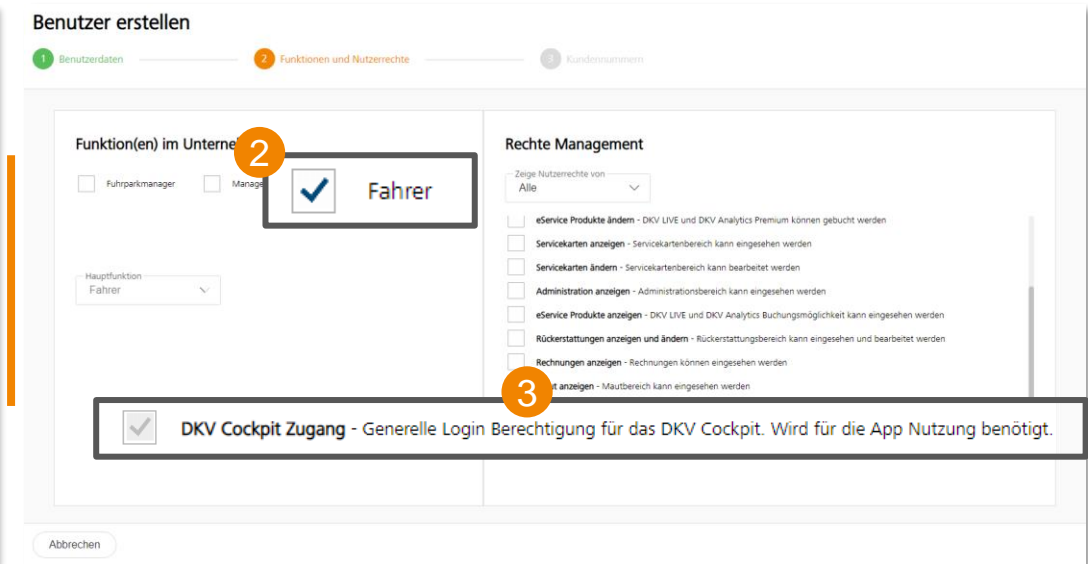 Benutzer erstellen
1 Benutzerdaten
2 Funktionen und Nutzerrechte
3 Kundennummern
Funktion(en) im Unterne
2
Fuhrparkmanager
Manage
Fahrer
Hauptfunktion
Fahrer
Rechte Management
Zeige Nutzerrechte von
Alle
eService Produkte ändern - DKV LIVE und DKV Analytics Premium können gebucht werden
Servicekarten anzeigen - Servicekartenbereich kann eingesehen werden
Servicekarten ändern - Servicekartenbereich kann bearbeitet werden
Administration anzeigen - Administrationsbereich kann eingesehen werden
eService Produkte anzeigen - DKV LIVE und DKV Analytics Buchungsmöglichkeit kann eingesehen werden
Rückerstattungen anzeigen und ändern - Rückerstattungsbereich kann eingesehen und bearbeitet werden
Rechnungen anzeigen - Rechnungen können eingesehen werden
anzeigen - Mautbereich kann eingesehen werden
3
DKV Cockpit Zugang - Generelle Login Berechtigung für das DKV Cockpit. Wird für die App Nutzung benötigt.
Abbrechen